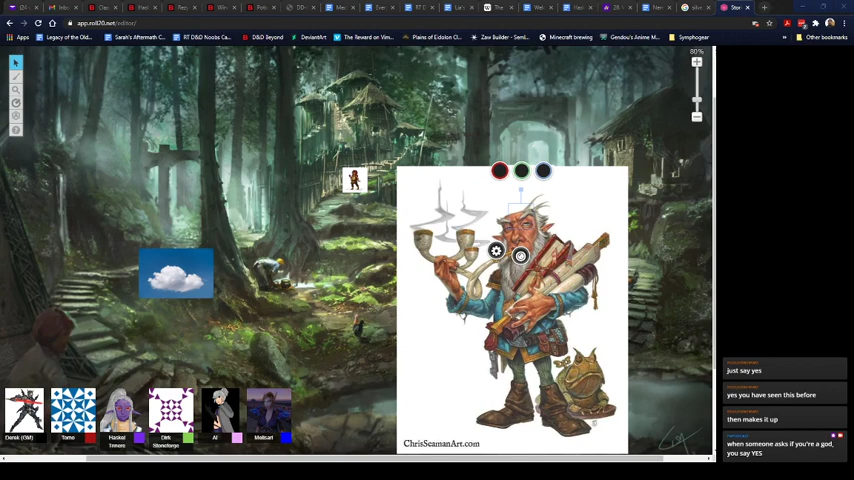 app.roll20.net/editor/
Apps
Legacy of the Old...
Sarah's Aftermath C...
RT D&D Noobs Ca...
D&D Beyond
DeviantArt
The Reward on Vim...
Plains of Eidolon Cl...
Zaw Builder - Semi...
Minecraft brewing
Gendou's Anime M...
Symphogear
Other bookmarks
80%
ChrisSeamanArt.com
Derek (GM)
Tomo
Dirk
Stoneforge
Al
Melisari
just say yes
yes you have seen this before
then makes it up
when someone asks if you're a god,
you say YES